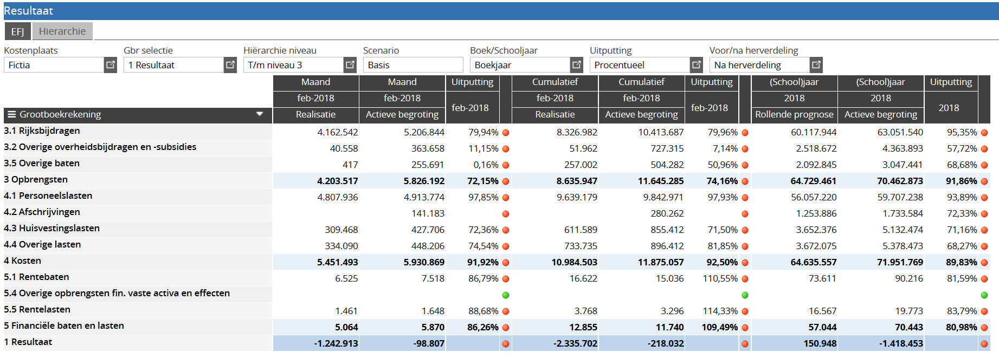 Resultaat
EFJ Hierarchie
Kostenplaats Gbr selectie Hiërarchie niveau Scenario Boek/Schooljaar Uitputting Voor/na herverdeling
Fictia 1 Resultaat T/m niveau 3 Basis Boekjaar Procentueel Na herverdeling
Maand Maand Uitputting Cumulatief Cumulatief Uitputting (School)jaar (School)jaar Uitputting
feb-2018 feb-2018 feb-2018 feb-2018 feb-2018 feb-2018 2018 2018 2018
Grootboekrekening Realisatie Actieve begroting Realisatie Actieve begroting Rollende prognose Actieve begroting
3.1 Rijksbijdragen 4.162.542 5.206.844 79,94% 8.326.982 10.413.687 79,96% 60.117.944 63.051.540 95,35%
3.2 Overige overheidsbijdragen en -subsidies 40.558 363.658 11,15% 51.962 727.315 7,14% 2.518.672 4.363.893 57,72%
3.5 Overige baten 417 255.691 0,16% 257.002 504.282 50,96% 2.092.845 3.047.441 68,68%
3 Opbrengsten 4.203.517 5.826.192 72,15% 8.635.947 11.645.285 74,16% 64.729.461 70.462.873 91,86%
4.1 Personeelslasten 4.807.936 4.913.774 97,85% 9.639.179 9.842.971 97,93% 56.057.220 59.707.238 93,89%
4.2 Afschrijvingen 141.183 280.262 1.253.886 1.733.584 72,33%
4.3 Huisvestingslasten 309.468 427.706 72,36% 611.589 855.412 71,50% 3.652.376 5.132.474 71,16%
4.4 Overige lasten 334.090 448.206 74,54% 733.735 896.412 81,85% 3.672.075 5.378.473 68,27%
4 Kosten 5.451.493 5.930.869 91,92% 10.984.503 11.875.057 92,50% 64.635.557 71.951.769 89,83%
5.1 Rentebaten 6.525 7.518 86,79% 16.622 15.036 110,55% 73.611 90.216 81,59%
5.4 Overige opbrengsten fin. vaste activa en effecten
5.5 Rentelasten 1.461 1.648 88,68% 3.768 3.296 114,33% 16.567 19.773 83,79%
5 Financiële baten en lasten 5.064 5.870 86,26% 12.855 11.740 109,49% 57.044 70.443 80,98%
1 Resultaat -1.242.913 -98.807 -2.335.702 -218.032 150.948 -1.418.453